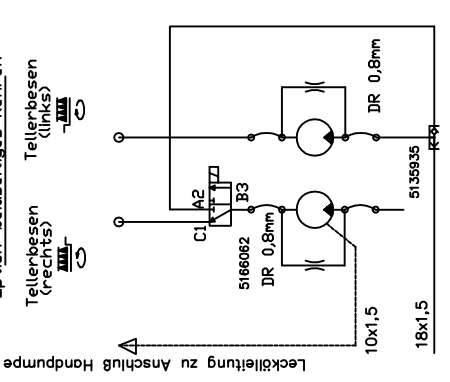 Tellerbesen
(links)
Tellerbesen
(rechts)
A2
C1
B3
5166062
DR 0,8mm
DR 0,8mm
5135935
10x1,5
18x1,5
Leckölleitung zu Anschluß Handpumpe